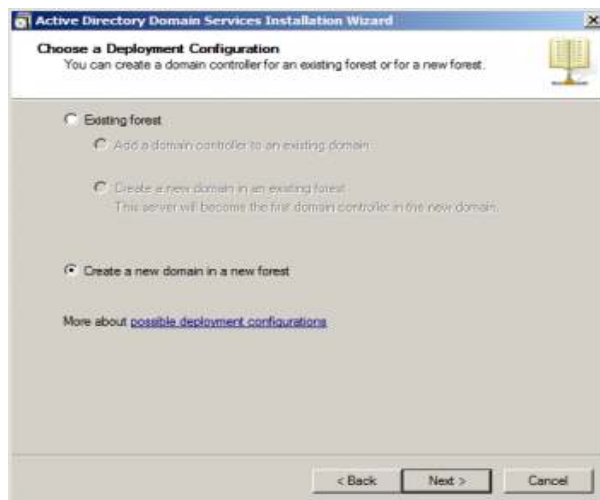 Active Directory Domain Services Installation Wizard
Choose a Deployment Configuration
You can create a domain controller for an existing forest or for a new forest.
Existing forest
Add a domain controller to an existing domain
Create a new domain in an existing forest
This server will become the first domain controller in the new domain.
Create a new domain in a new forest
More about possible deployment configurations
< Back
Next >
Cancel